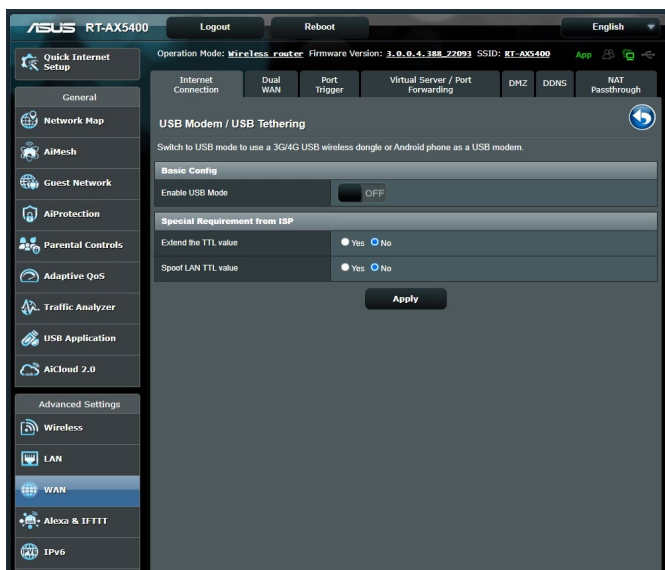 ASUS RT-AX5400 Logout Reboot English
Quick Internet Setup
Operation Mode: Wireless router Firmware Version: 3.0.0.4.388_22093 SSID: RT-AX5400 App
Internet Connection
Dual WAN
Port Trigger
Virtual Server / Port Forwarding
DMZ
DDNS
NAT Passthrough
General
Network Map
AiMesh
Guest Network
AiProtection
Parental Controls
Adaptive QoS
Traffic Analyzer
USB Application
AiCloud 2.0
Advanced Settings
Wireless
LAN
WAN
Alexa & IFTTT
IPv6
USB Modem / USB Tethering
Switch to USB mode to use a 3G/4G USB wireless dongle or Android phone as a USB modem.
Basic Config
Enable USB Mode OFF
Special Requirement from ISP
Extend the TTL value Yes No
Spoof LAN TTL value Yes No
Apply